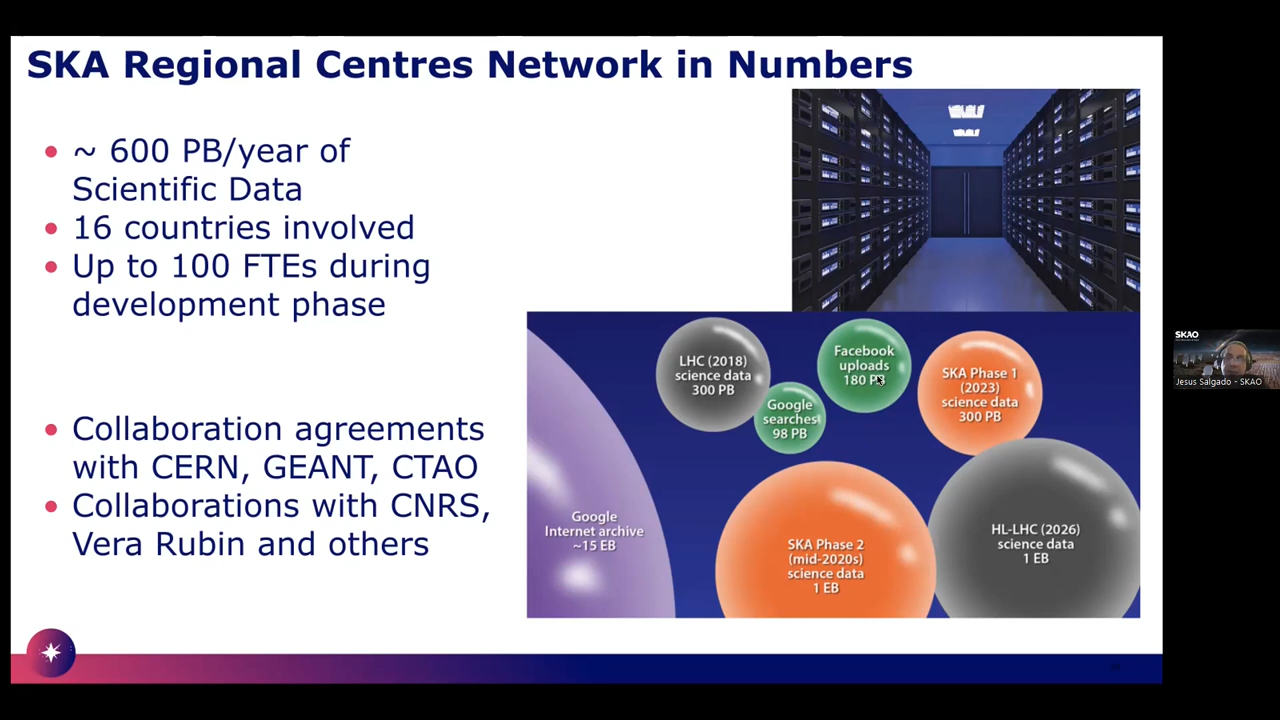 SKA Regional Centres Network in Numbers
• ~ 600 PB/year of
Scientific Data
• 16 countries involved
• Up to 100 FTEs during
development phase
• Collaboration agreements
with CERN, GEANT, CTAO
• Collaborations with CNRS,
Vera Rubin and others
LHC (2018)
science data
300 PB
Google
searches
98 PB
Facebook
uploads
180 PB
SKA Phase 1
(2023)
science data
300 PB
Google
Internet archive
~15 EB
SKA Phase 2
(mid-2020s)
science data
1 EB
HL-LHC (2026)
science data
1 EB
SKAO
Jesus Salgado - SKAO